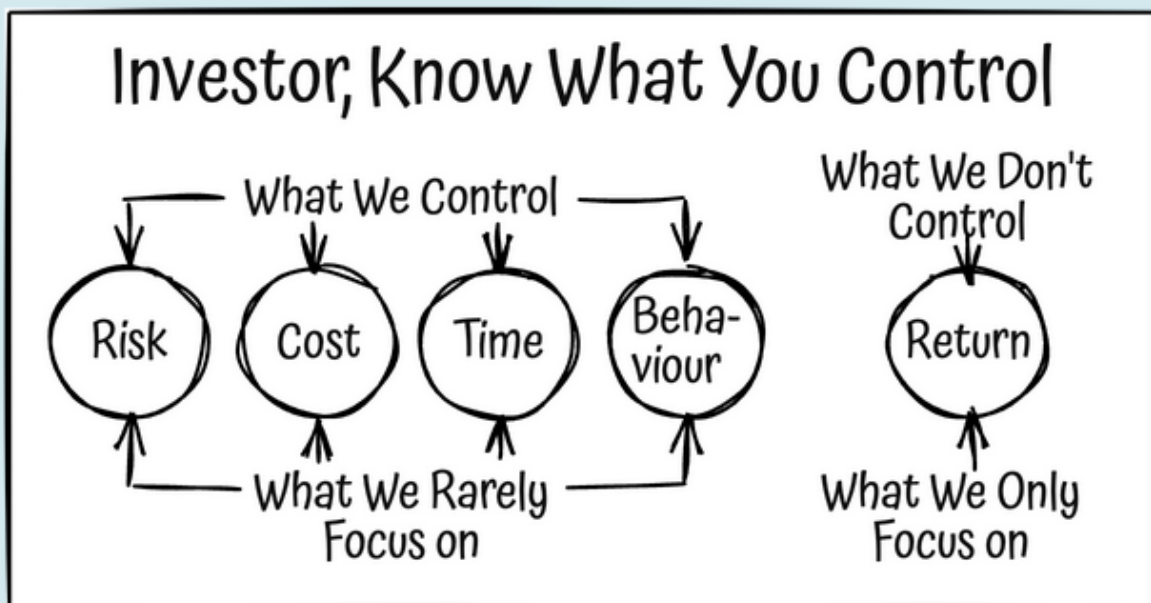 Investor, Know What You Control
What We Control
What We Don't
Control
Risk
Cost
Time
Beha-
viour
Return
What We Rarely
Focus on
What We Only
Focus on